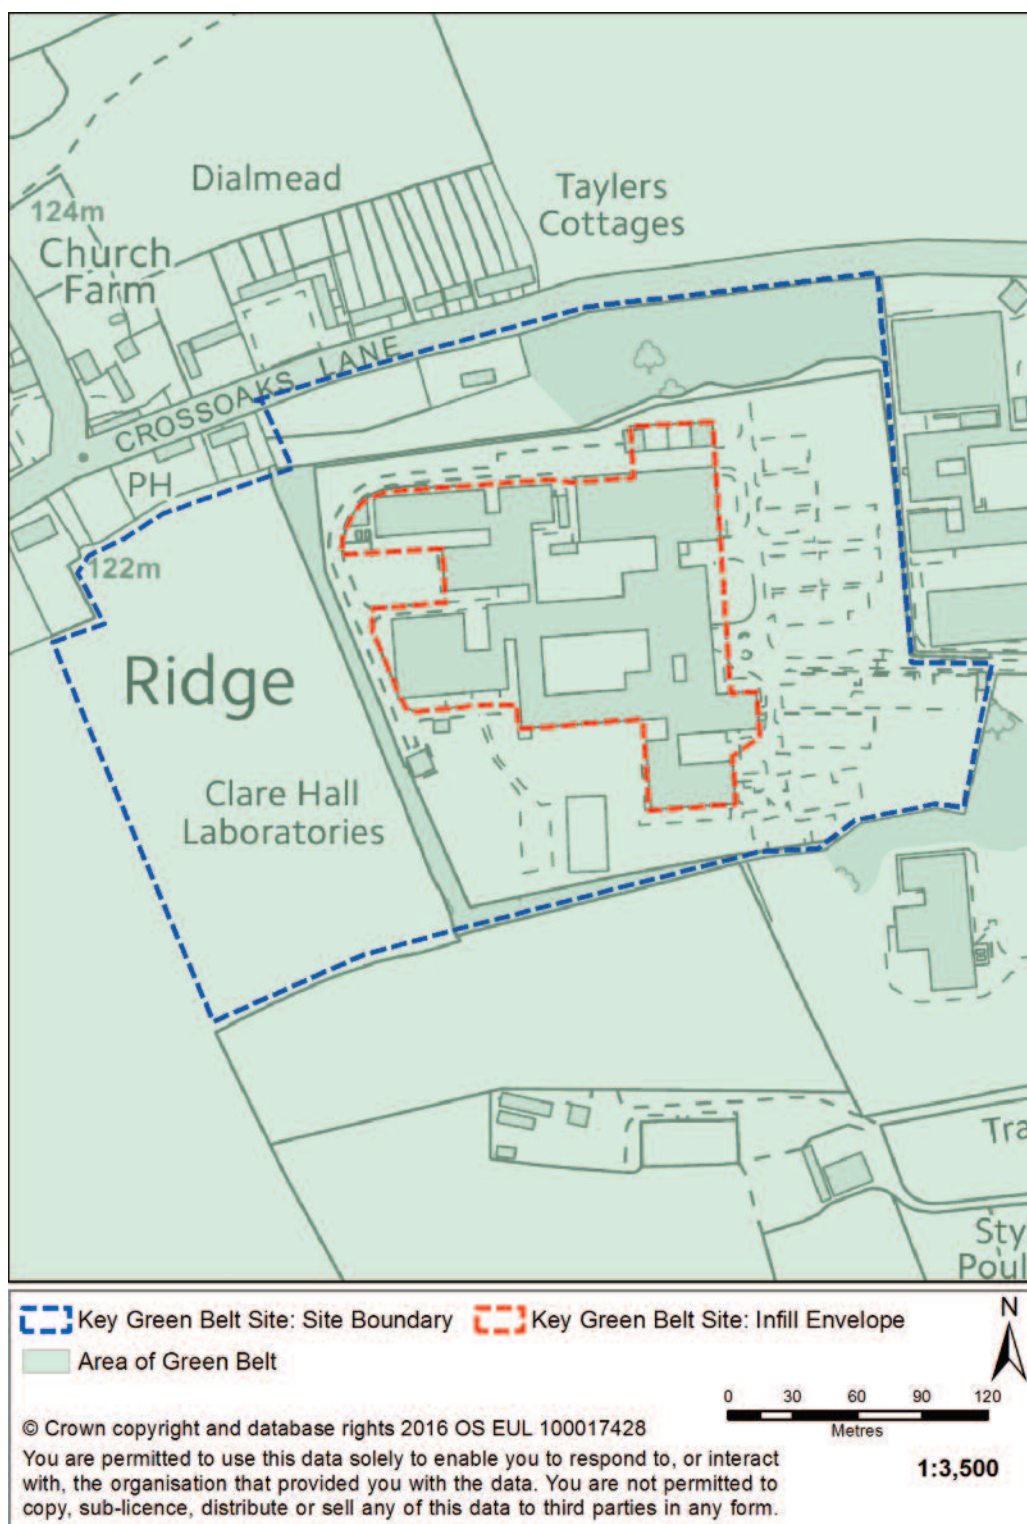 Dialmead
Taylers
Cottages
124m
Church
Farm
CROSSOAKS LANE
PH
122m
Ridge
Clare Hall
Laboratories
Tra
Sty
Poul
Key Green Belt Site: Site Boundary
Key Green Belt Site: Infill Envelope
N
Area of Green Belt
0 30 60 90 120
Metres
© Crown copyright and database rights 2016 OS EUL 100017428
You are permitted to use this data solely to enable you to respond to, or interact
with, the organisation that provided you with the data. You are not permitted to
copy, sub-licence, distribute or sell any of this data to third parties in any form.
1:3,500